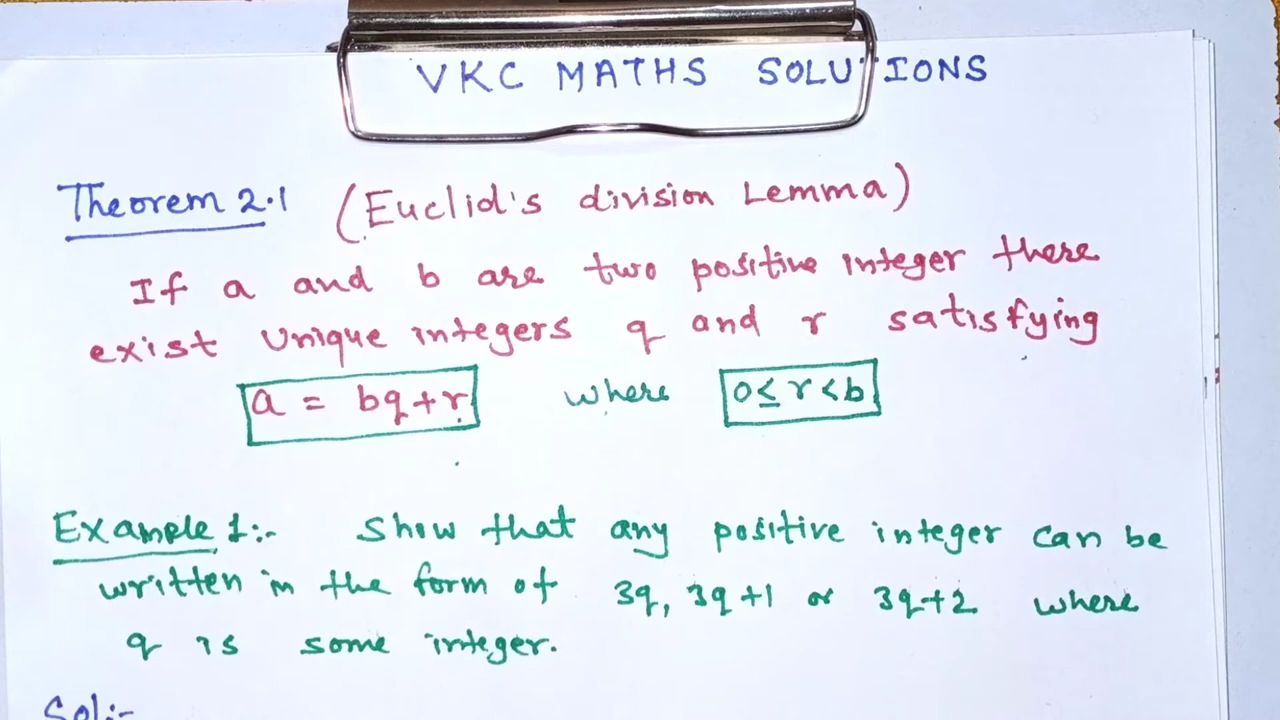 VKC MATHS SOLUTIONS
Theorem 2.1 (Euclid's division Lemma)
If a and b are two positive integer there
exist Unique integers q and r satisfying
a = bq+r where 0≤r<b
Example 1:- Show that any positive integer can be
written in the form of 3q, 3q+1 or 3q+2 where
q is some integer.
Sol:-